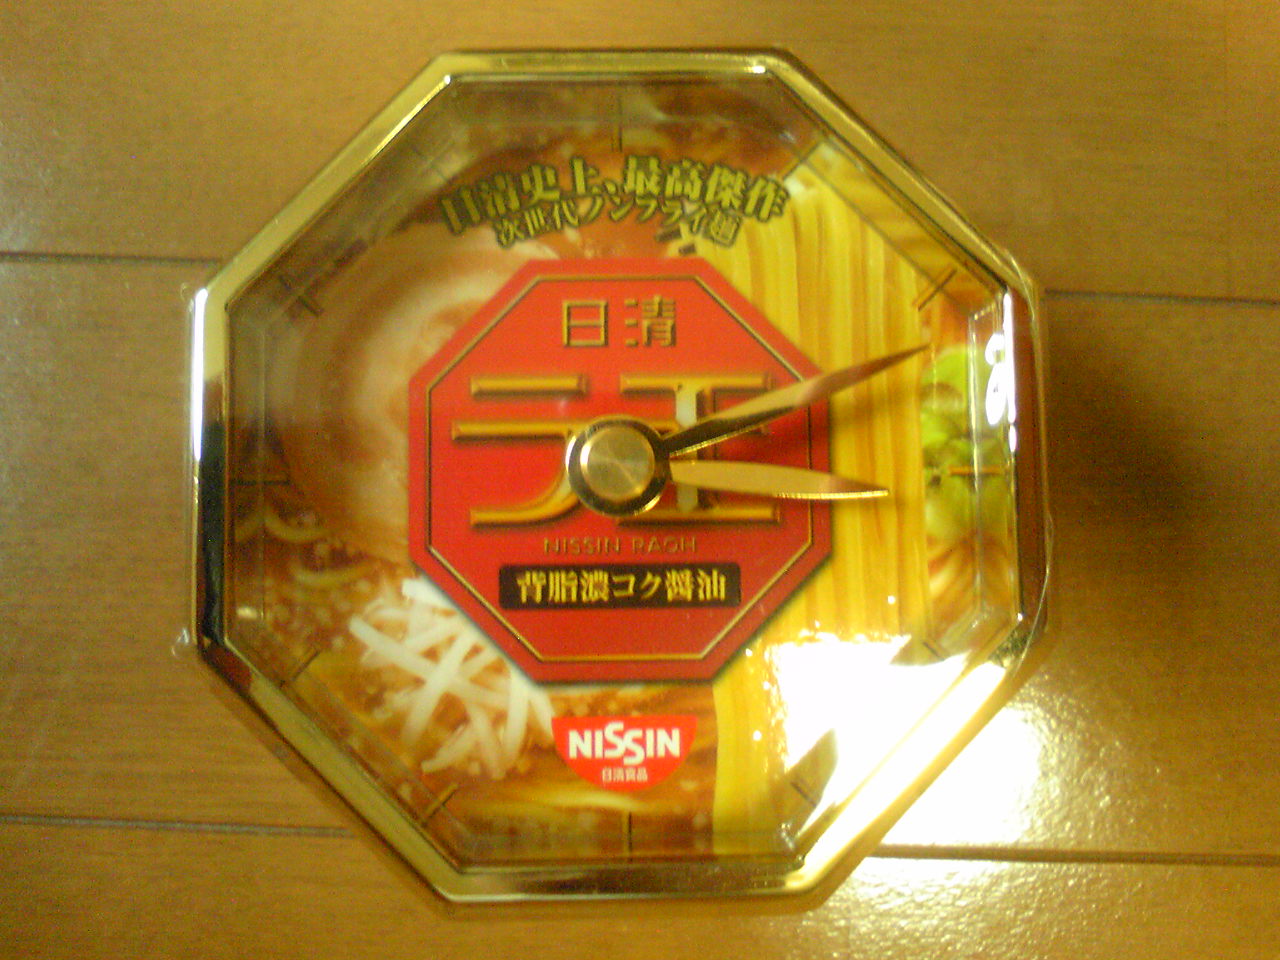 日清史上、最高傑作
次世代ノンフライ麺
日清
ラ王
NISSIN RAOH
背脂濃コク醤油
NISSIN
日清食品